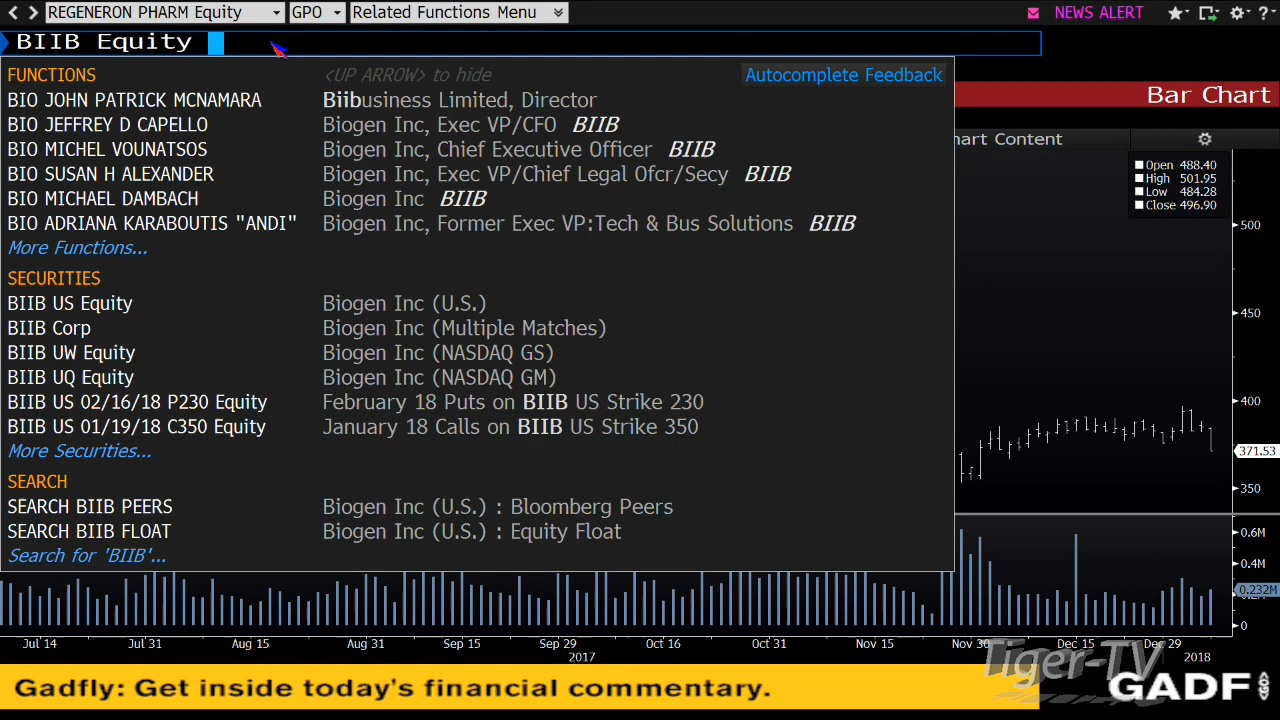 REGENERON PHARM Equity GPO Related Functions Menu NEWS ALERT ?
BIIB Equity
FUNCTIONS <UP ARROW> to hide Autocomplete Feedback
BIO JOHN PATRICK MCNAMARA Biibusiness Limited, Director
BIO JEFFREY D CAPELLO Biogen Inc, Exec VP/CFO BIIB
BIO MICHEL VOUNATSOS Biogen Inc, Chief Executive Officer BIIB
BIO SUSAN H ALEXANDER Biogen Inc, Exec VP/Chief Legal Ofcr/Secy BIIB
BIO MICHAEL DAMBACH Biogen Inc BIIB
BIO ADRIANA KARABOUTIS "ANDI" Biogen Inc, Former Exec VP:Tech & Bus Solutions BIIB
More Functions...
SECURITIES
BIIB US Equity Biogen Inc (U.S.)
BIIB Corp Biogen Inc (Multiple Matches)
BIIB UW Equity Biogen Inc (NASDAQ GS)
BIIB UQ Equity Biogen Inc (NASDAQ GM)
BIIB US 02/16/18 P230 Equity February 18 Puts on BIIB US Strike 230
BIIB US 01/19/18 C350 Equity January 18 Calls on BIIB US Strike 350
More Securities...
SEARCH
SEARCH BIIB PEERS Biogen Inc (U.S.) : Bloomberg Peers
SEARCH BIIB FLOAT Biogen Inc (U.S.) : Equity Float
Search for 'BIIB'...
Bar Chart
hart Content
Open 488.40
High 501.95
Low 484.28
Close 496.90
500
450
400
371.53
350
0.6M
0.4M
0.232M
0
Jul 14 Jul 31 Aug 15 Aug 31 Sep 15 Sep 29 Oct 16 Oct 31 Nov 15 Nov 30 Dec 15 Dec 29
2017 2018
Tiger-TV
Gadfly: Get inside today's financial commentary. GADF GO